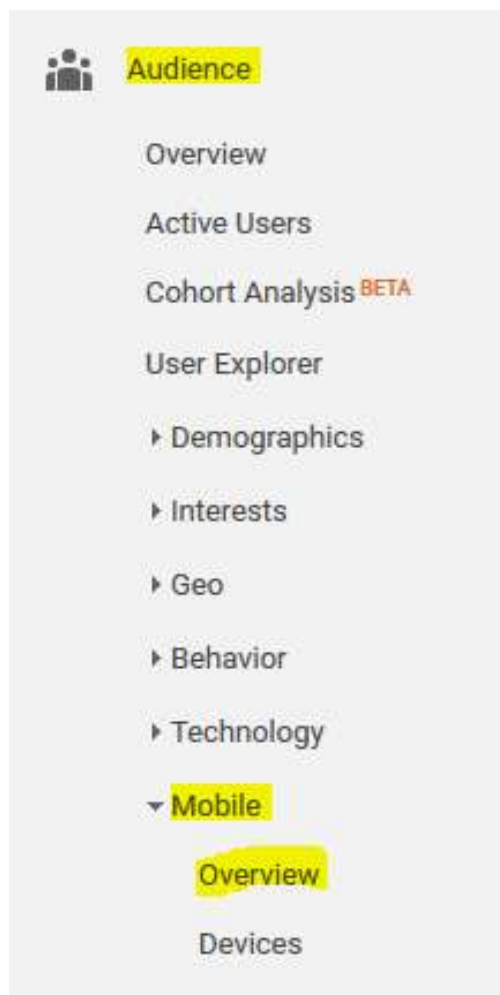 Audience
Overview
Active Users
Cohort Analysis BETA
User Explorer
Demographics
Interests
Geo
Behavior
Technology
Mobile
Overview
Devices